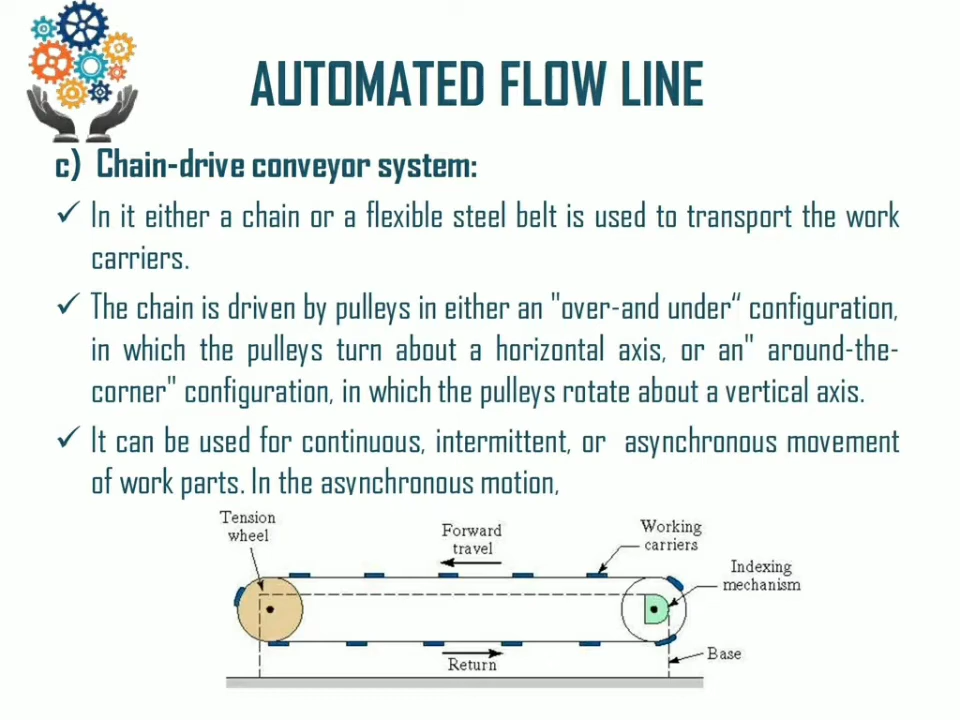 AUTOMATED FLOW LINE
c) Chain-drive conveyor system:
✓ In it either a chain or a flexible steel belt is used to transport the work
carriers.
✓ The chain is driven by pulleys in either an "over-and under“ configuration,
in which the pulleys turn about a horizontal axis, or an" around-the-
corner" configuration, in which the pulleys rotate about a vertical axis.
✓ It can be used for continuous, intermittent, or asynchronous movement
of work parts. In the asynchronous motion,
Tension
wheel
Forward
travel
Working
carriers
Indexing
mechanism
Base
Return